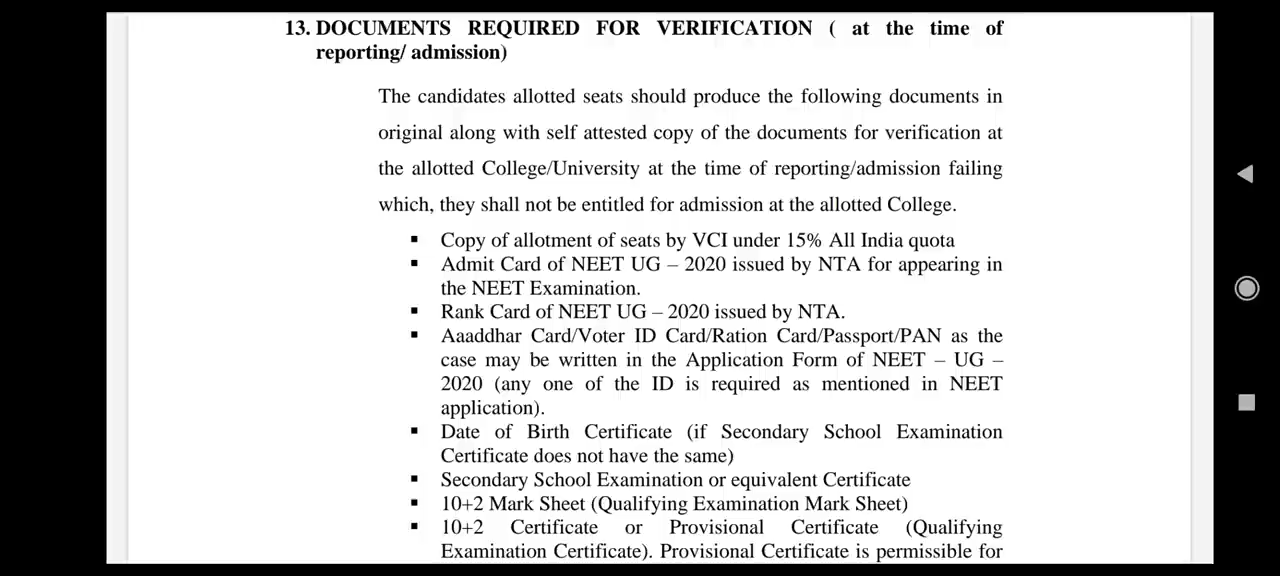 13. DOCUMENTS REQUIRED FOR VERIFICATION ( at the time of
reporting/ admission)
The candidates allotted seats should produce the following documents in
original along with self attested copy of the documents for verification at
the allotted College/University at the time of reporting/admission failing
which, they shall not be entitled for admission at the allotted College.
▪ Copy of allotment of seats by VCI under 15% All India quota
▪ Admit Card of NEET UG – 2020 issued by NTA for appearing in
the NEET Examination.
▪ Rank Card of NEET UG – 2020 issued by NTA.
▪ Aaaddhar Card/Voter ID Card/Ration Card/Passport/PAN as the
case may be written in the Application Form of NEET – UG –
2020 (any one of the ID is required as mentioned in NEET
application).
▪ Date of Birth Certificate (if Secondary School Examination
Certificate does not have the same)
▪ Secondary School Examination or equivalent Certificate
▪ 10+2 Mark Sheet (Qualifying Examination Mark Sheet)
▪ 10+2 Certificate or Provisional Certificate (Qualifying
Examination Certificate). Provisional Certificate is permissible for